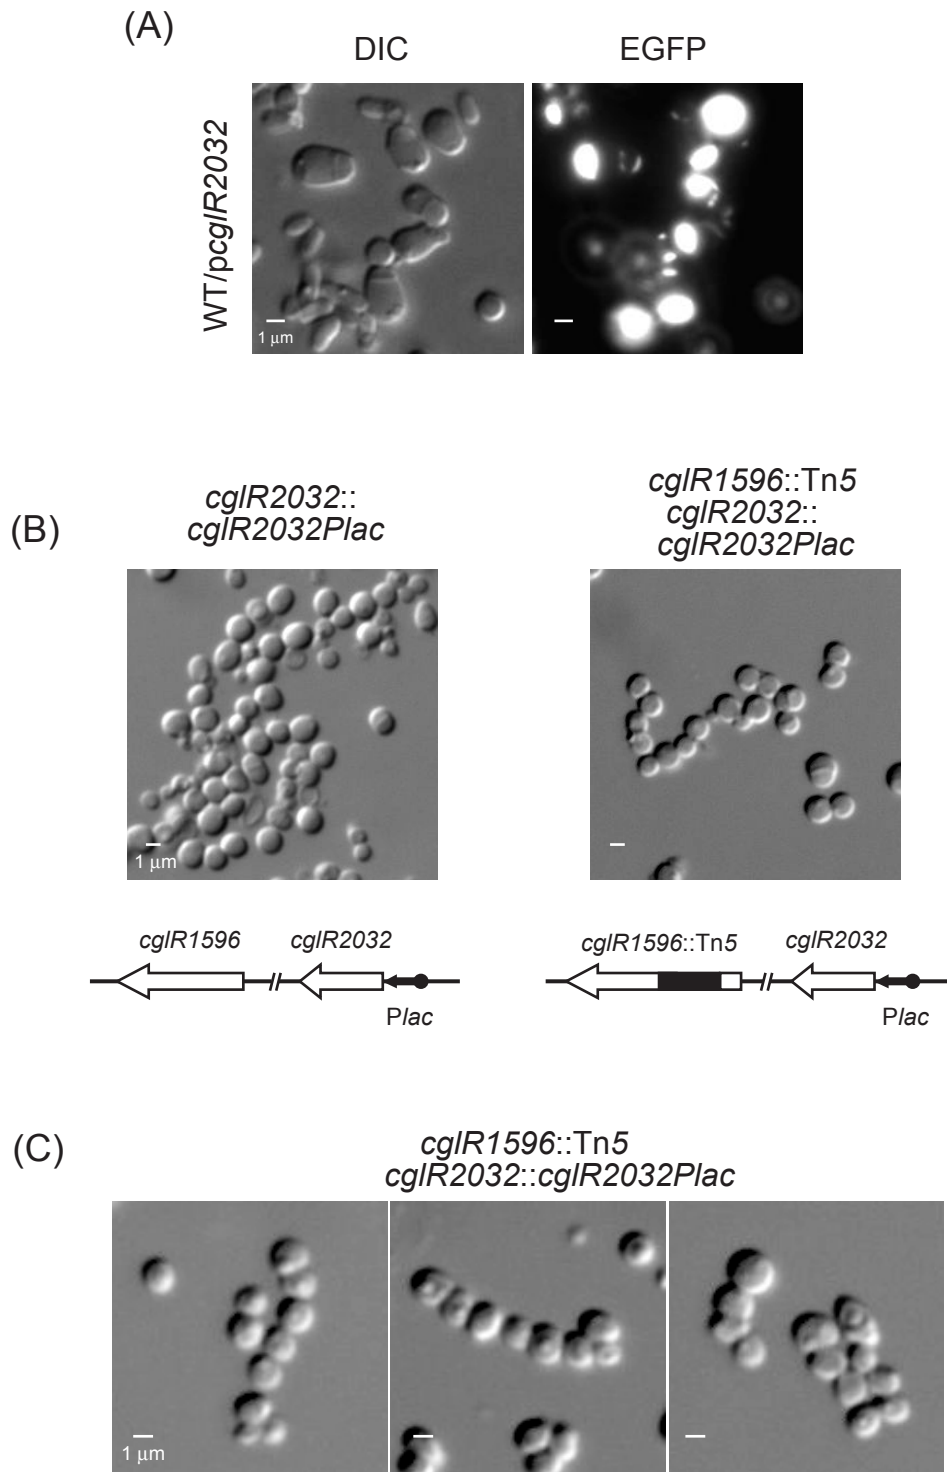 (A)
DIC
EGFP
WT/pcglR2032
1 μm
(B)
cglR2032::
cglR2032Plac
cglR1596::Tn5
cglR2032::
cglR2032Plac
1 μm
cglR1596
cglR2032
Plac
cglR1596::Tn5
cglR2032
Plac
(C)
cglR1596::Tn5
cglR2032::cglR2032Plac
1 μm